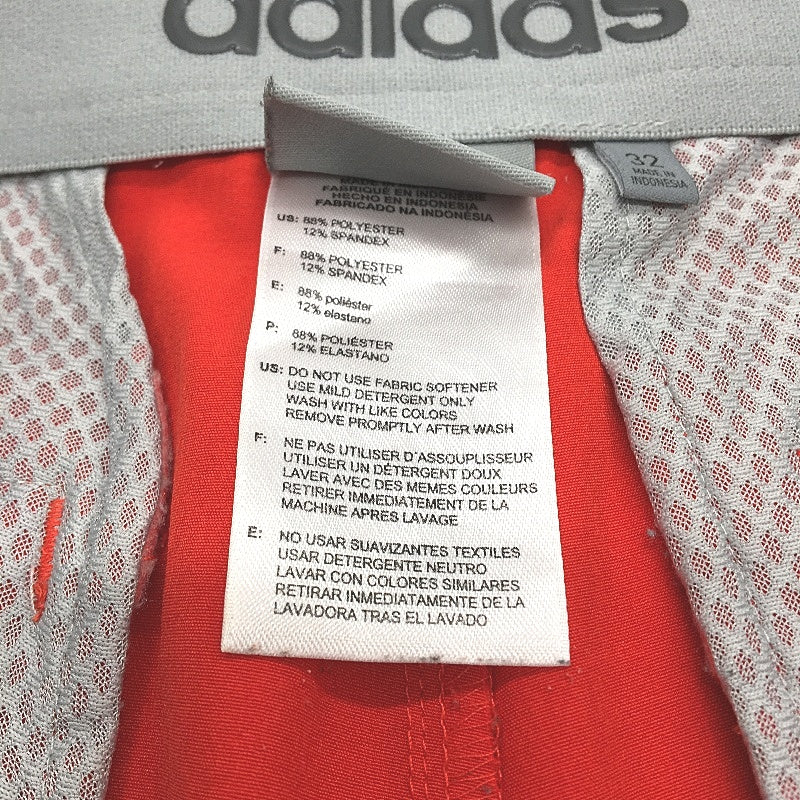 adidas
32
MADE IN
INDONESIA
MADE IN INDONESIA
FABRIQUÉ EN INDONESIE
HECHO EN INDONESIA
FABRICADO NA INDONÉSIA
US: 88% POLYESTER
12% SPANDEX
F: 88% POLYESTER
12% SPANDEX
E: 88% poliéster
12% elastano
P: 88% POLIÉSTER
12% ELASTANO
US: DO NOT USE FABRIC SOFTENER
USE MILD DETERGENT ONLY
WASH WITH LIKE COLORS
REMOVE PROMPTLY AFTER WASH
F: NE PAS UTILISER D'ASSOUPLISSEUR
UTILISER UN DÉTERGENT DOUX
LAVER AVEC DES MEMES COULEURS
RETIRER IMMEDIATEMENT DE LA
MACHINE APRES LAVAGE
E: NO USAR SUAVIZANTES TEXTILES
USAR DETERGENTE NEUTRO
LAVAR CON COLORES SIMILARES
RETIRAR INMEDIATAMENTE DE LA
LAVADORA TRAS EL LAVADO